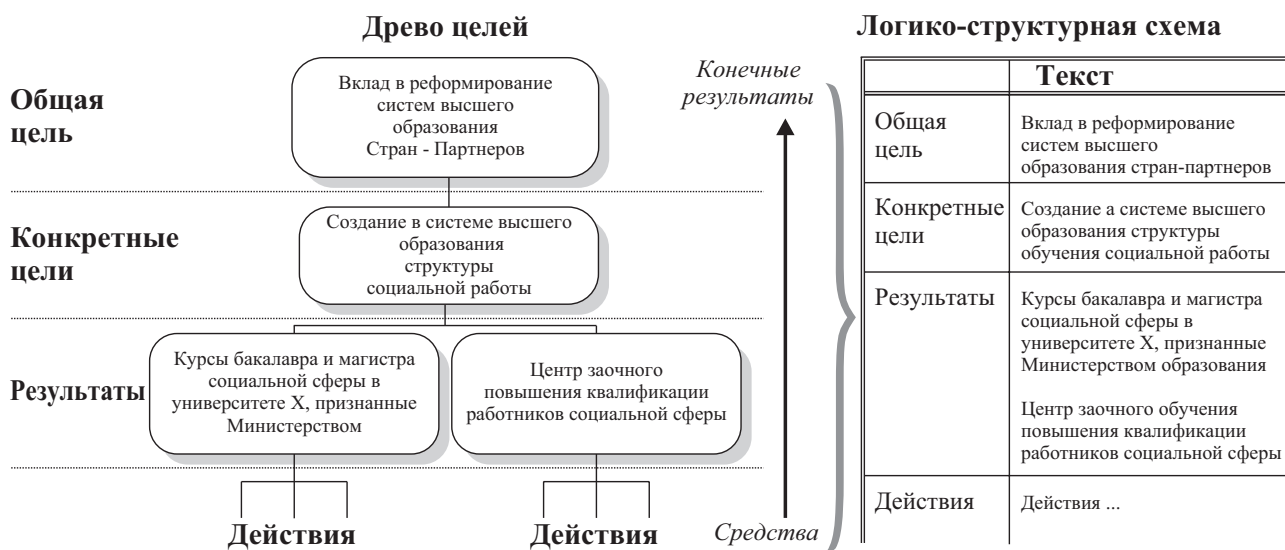 Древо целей
Общая
цель
Вклад в реформирование
систем высшего
образования
Стран - Партнеров
Конкретные
цели
Создание в системе высшего
образования
структуры
социальной работы
Результаты
Курсы бакалавра и магистра
социальной сферы в
университете X, признанные
Министерством
Центр заочного
повышения квалификации
работников социальной сферы
Действия
Действия
Конечные
результаты
Средства
Логико-структурная схема
Текст
Общая
цель
Вклад в реформирование
систем высшего
образования стран-партнеров
Конкретные
цели
Создание а системе высшего
образования структуры
обучения социальной работы
Результаты
Курсы бакалавра и магистра
социальной сферы в
университете X, признанные
Министерством образования
Центр заочного обучения
повышения квалификации
работников социальной сферы
Действия
Действия ...